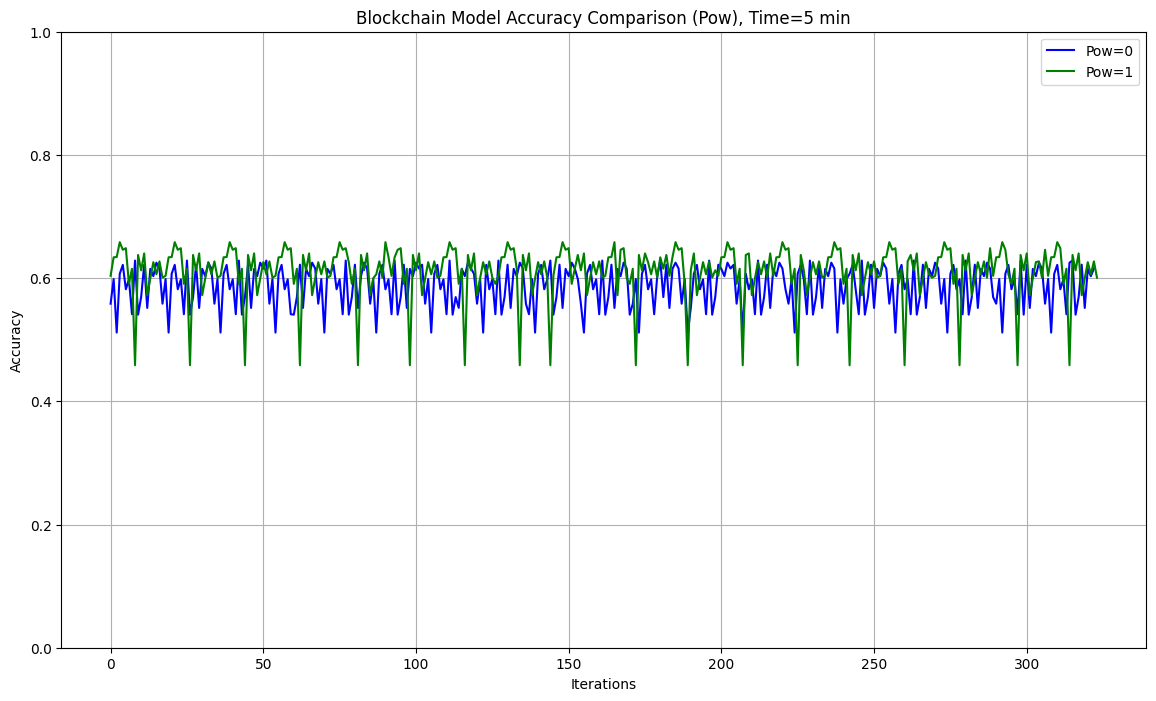 Blockchain Model Accuracy Comparison (Pow), Time=5 min
Pow=0
Pow=1
Accuracy
1.0
0.8
0.6
0.4
0.2
0.0
0 50 100 150 200 250 300
Iterations